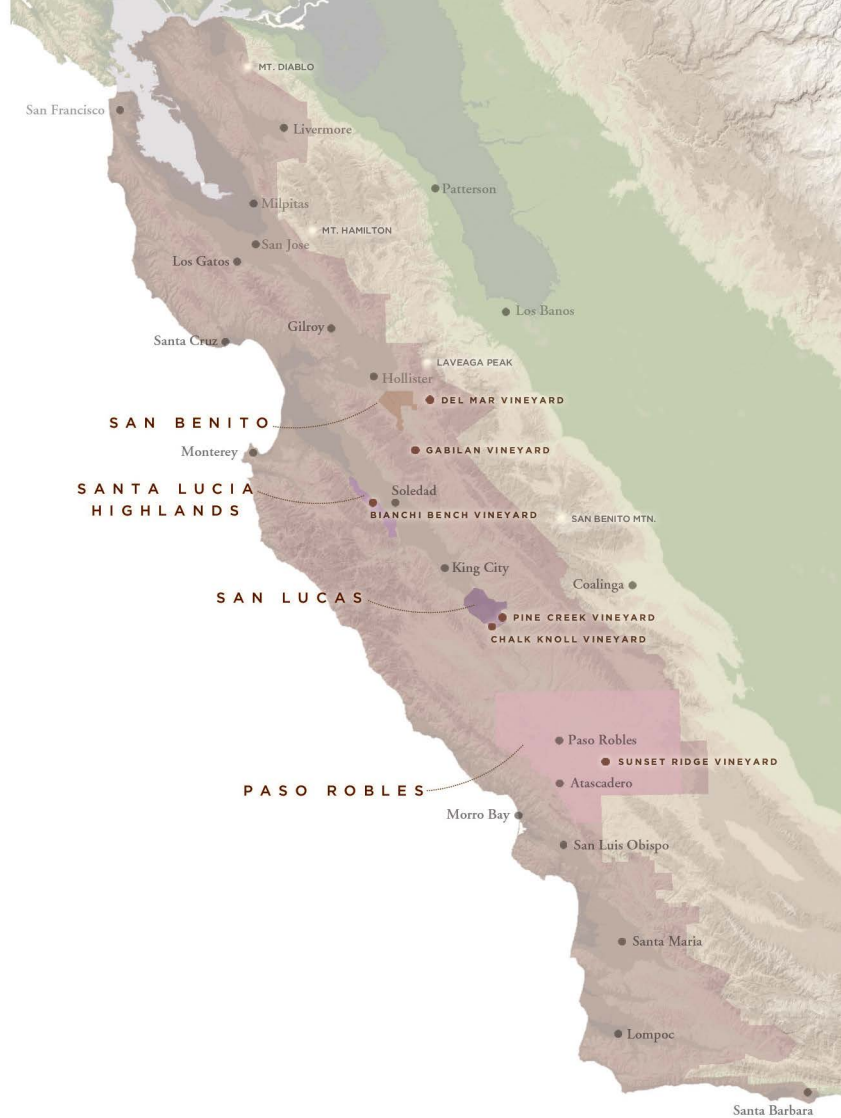 MT. DIABLO
San Francisco
Livermore
Patterson
Milpitas
MT. HAMILTON
San Jose
Los Gatos
Los Banos
Gilroy
Santa Cruz
LAVEAGA PEAK
Hollister
DEL MAR VINEYARD
SAN BENITO
GABILAN VINEYARD
Monterey
SANTA LUCIA
HIGHLANDS
Soledad
BIANCHI BENCH VINEYARD
SAN BENITO MTN.
King City
Coalinga
SAN LUCAS
PINE CREEK VINEYARD
CHALK KNOLL VINEYARD
Paso Robles
SUNSET RIDGE VINEYARD
Atascadero
PASO ROBLES
Morro Bay
San Luis Obispo
Santa Maria
Lompoc
Santa Barbara